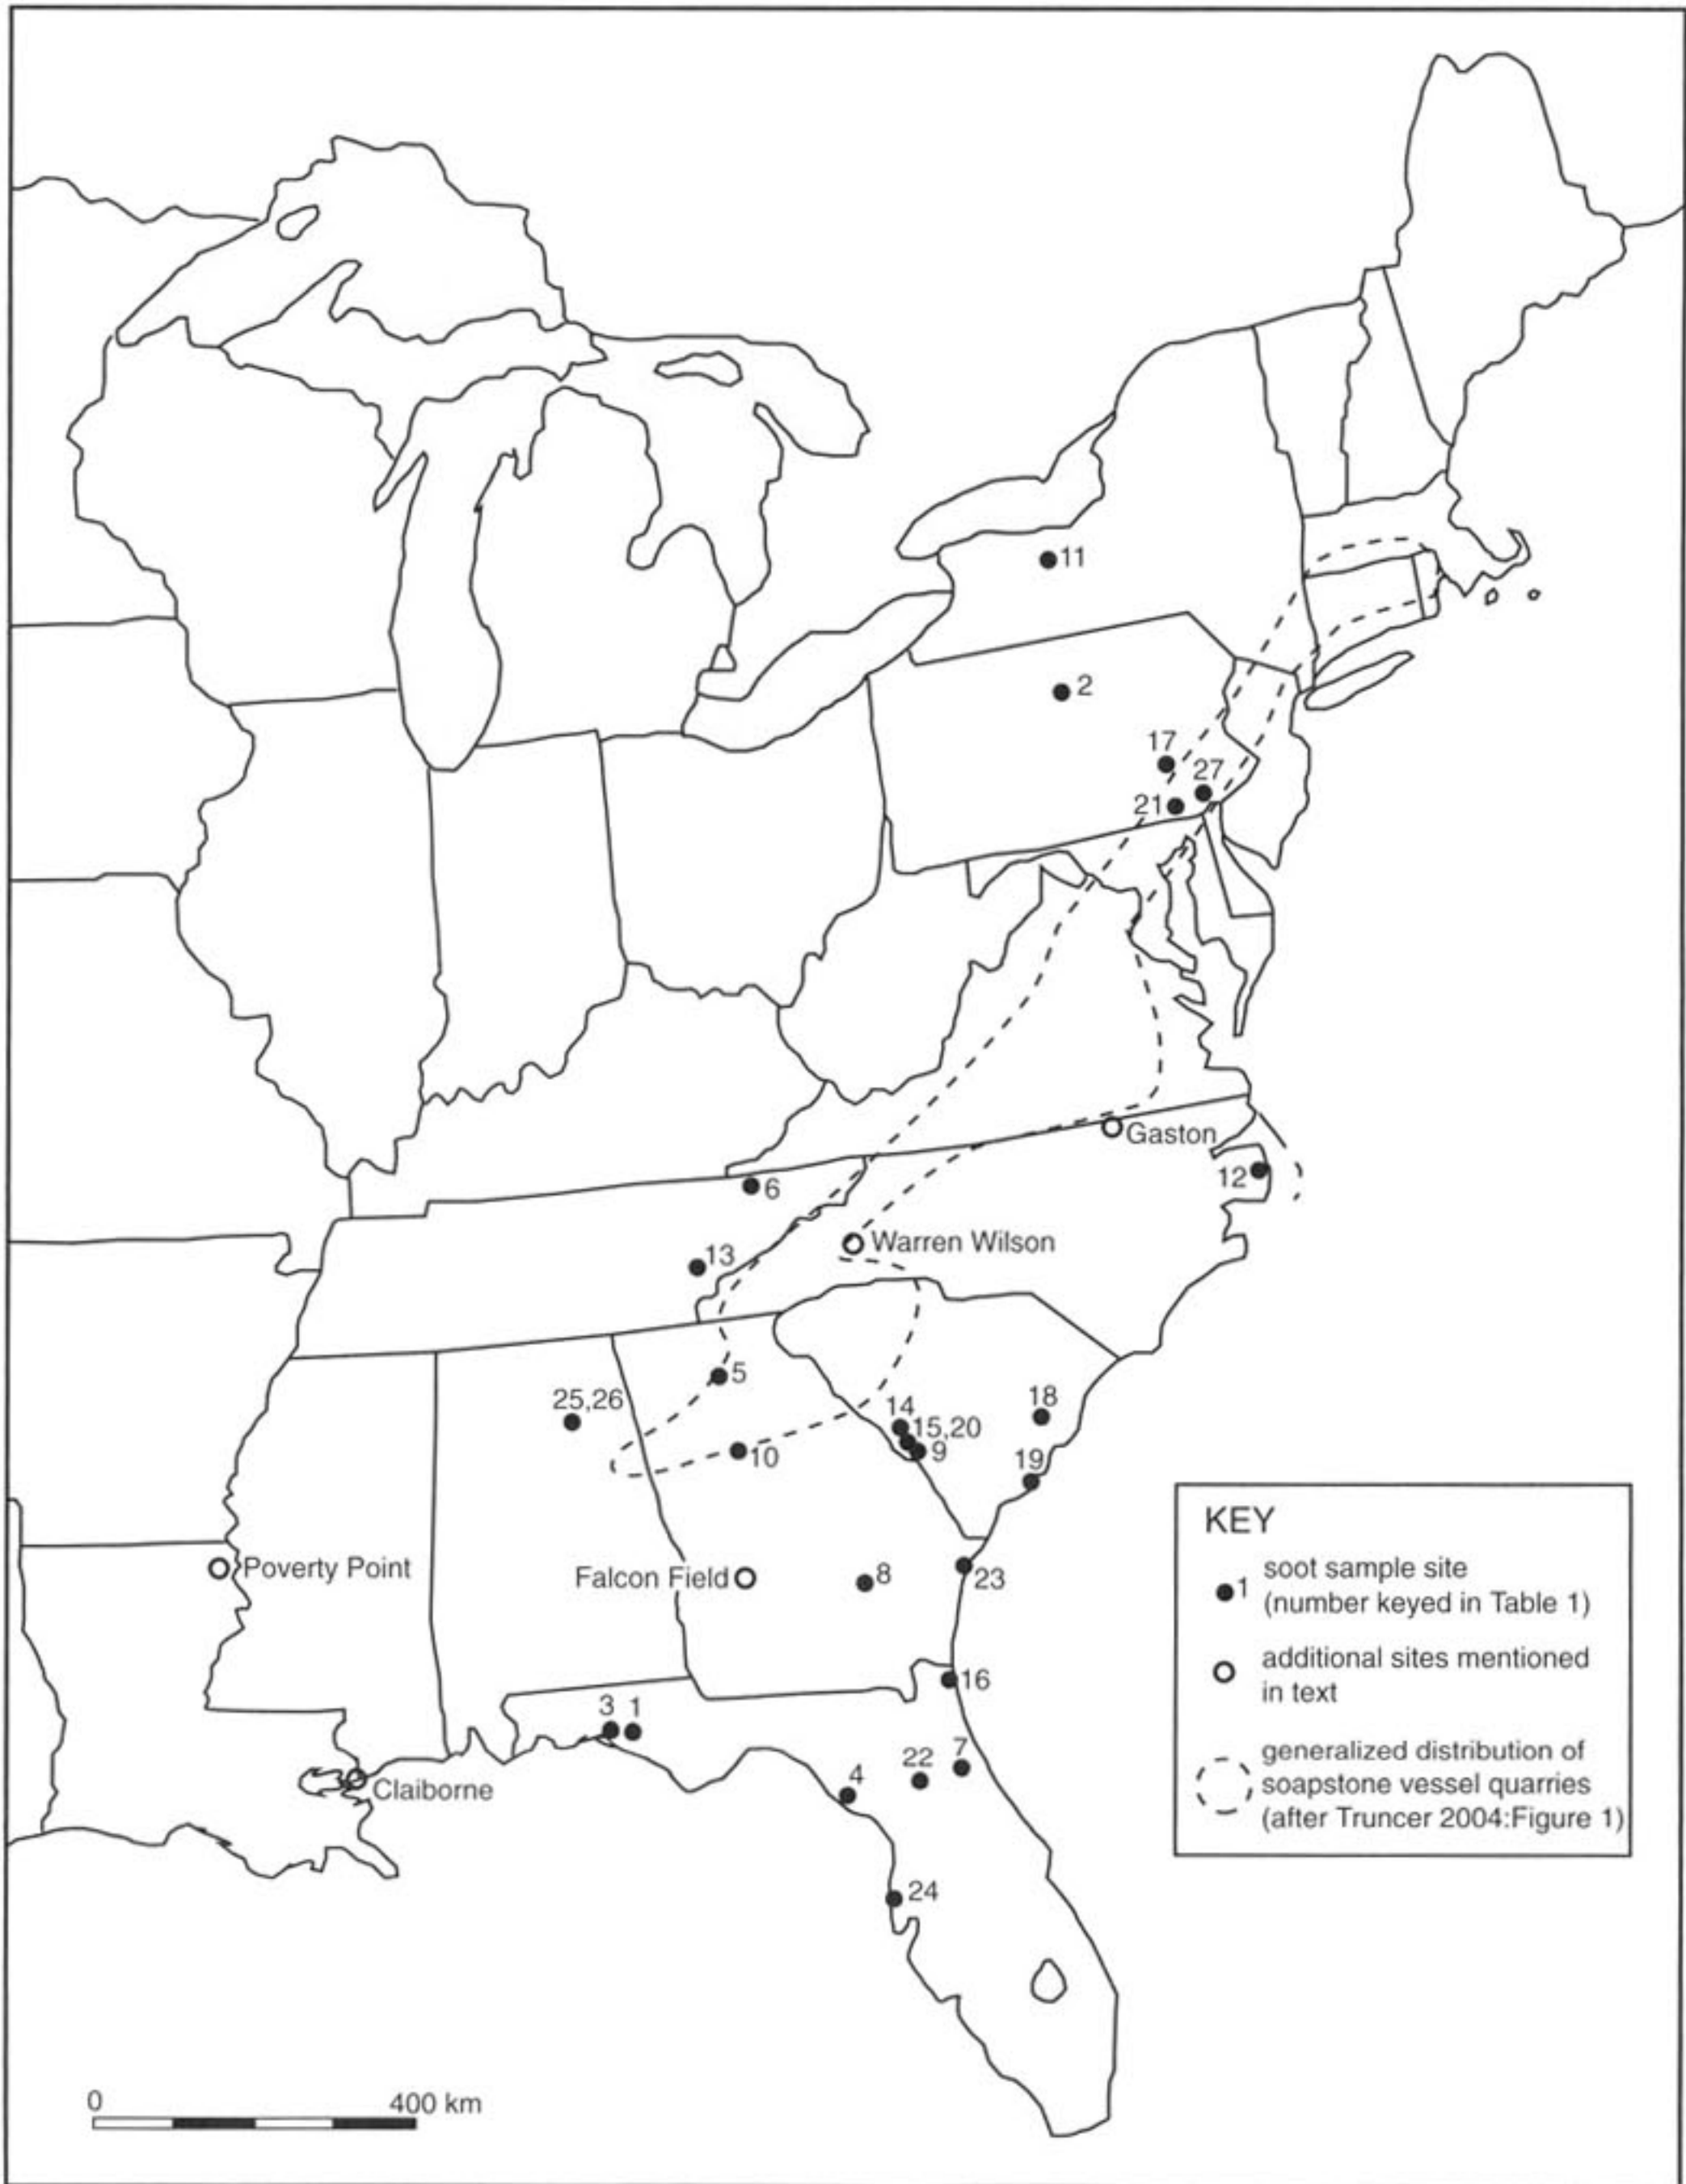 11
2
17
27
21
Gaston
12
6
Warren Wilson
13
5
25,26
14
18
15,20
9
10
19
Poverty Point
Falcon Field
8
23
16
3
1
7
22
4
Claiborne
24
KEY
1
soot sample site
(number keyed in Table 1)
additional sites mentioned
in text
generalized distribution of
soapstone vessel quarries
(after Truncer 2004:Figure 1)
0
400 km